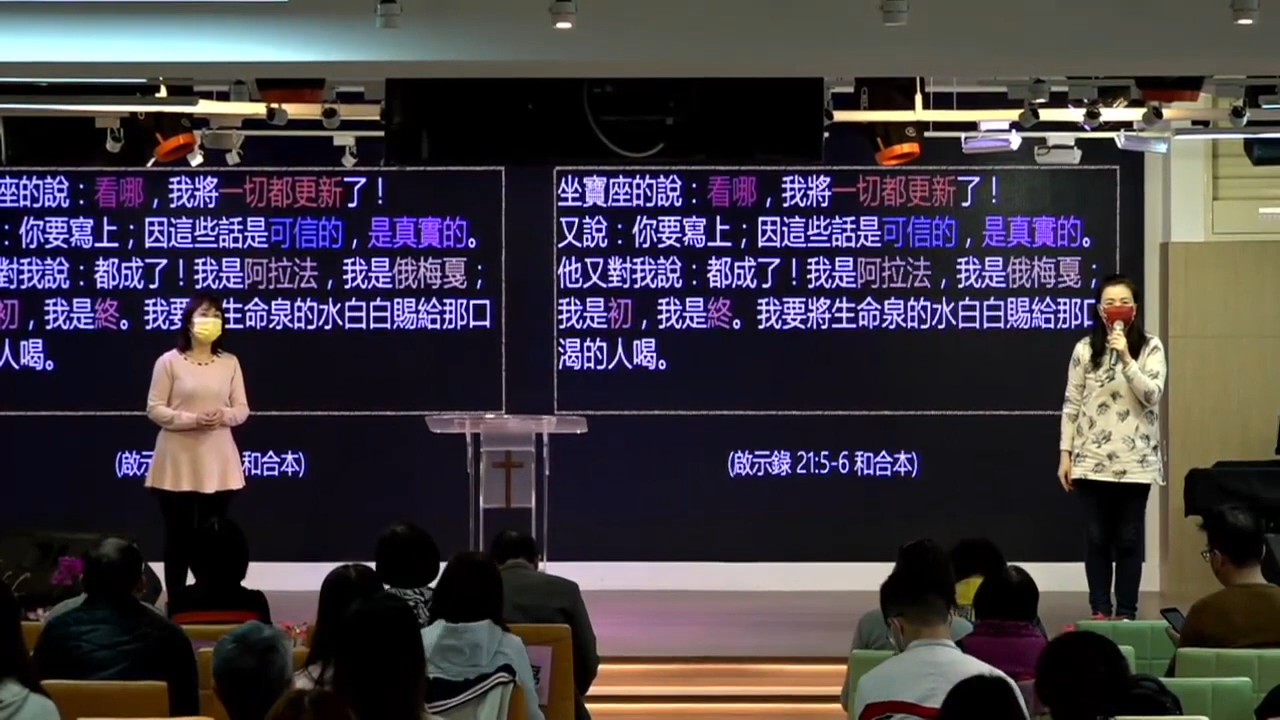 座的說：看哪，我將一切都更新了！
：你要寫上；因這些話是可信的，是真實的。
對我說：都成了！我是阿拉法，我是俄梅戛；
初，我是終。我要　生命泉的水白白賜給那口
人喝。
(啟示　和合本)
坐寶座的說：看哪，我將一切都更新了！
又說：你要寫上；因這些話是可信的，是真實的。
他又對我說：都成了！我是阿拉法，我是俄梅戛；
我是初，我是終。我要將生命泉的水白白賜給那口
渴的人喝。
(啟示錄 21:5-6 和合本)